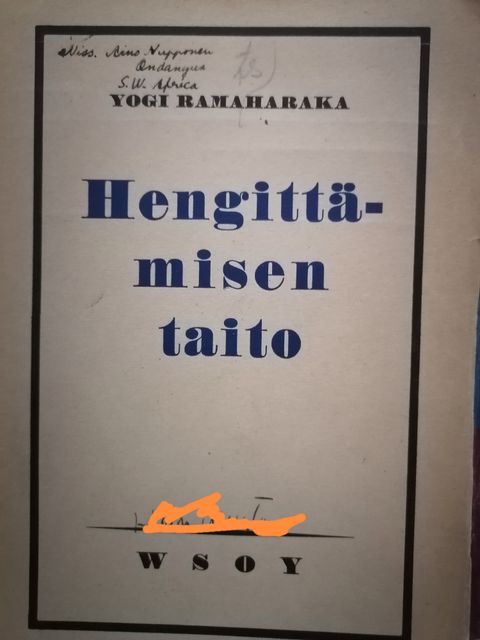 Miss. Aino Nupponen
Ondangua
S.W. Africa
YOGI RAMAHARAKA
Hengittä-
misen
taito
WSOY